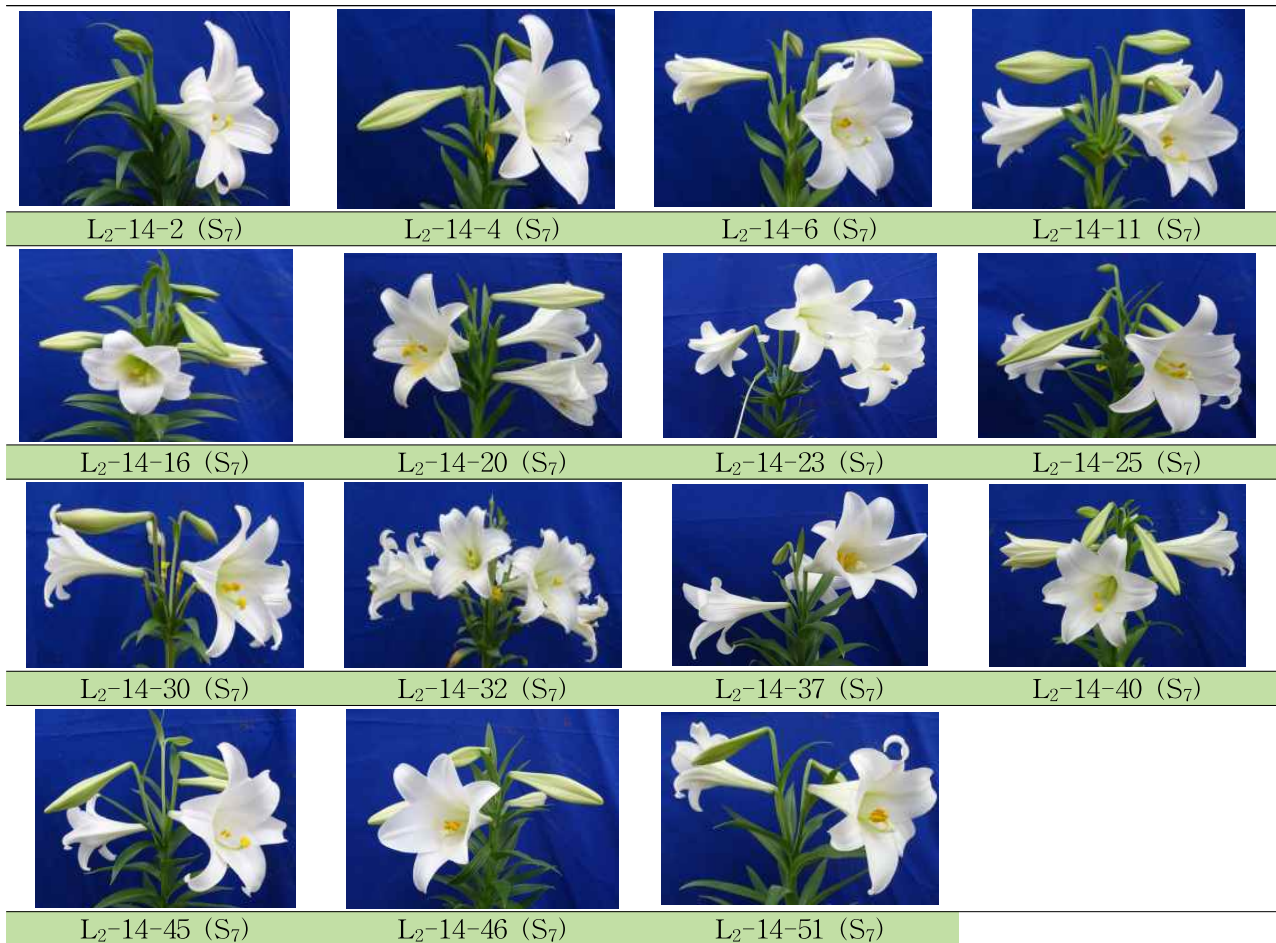 L₂-14-2 (S₇) L₂-14-4 (S₇) L₂-14-6 (S₇) L₂-14-11 (S₇)
L₂-14-16 (S₇) L₂-14-20 (S₇) L₂-14-23 (S₇) L₂-14-25 (S₇)
L₂-14-30 (S₇) L₂-14-32 (S₇) L₂-14-37 (S₇) L₂-14-40 (S₇)
L₂-14-45 (S₇) L₂-14-46 (S₇) L₂-14-51 (S₇)